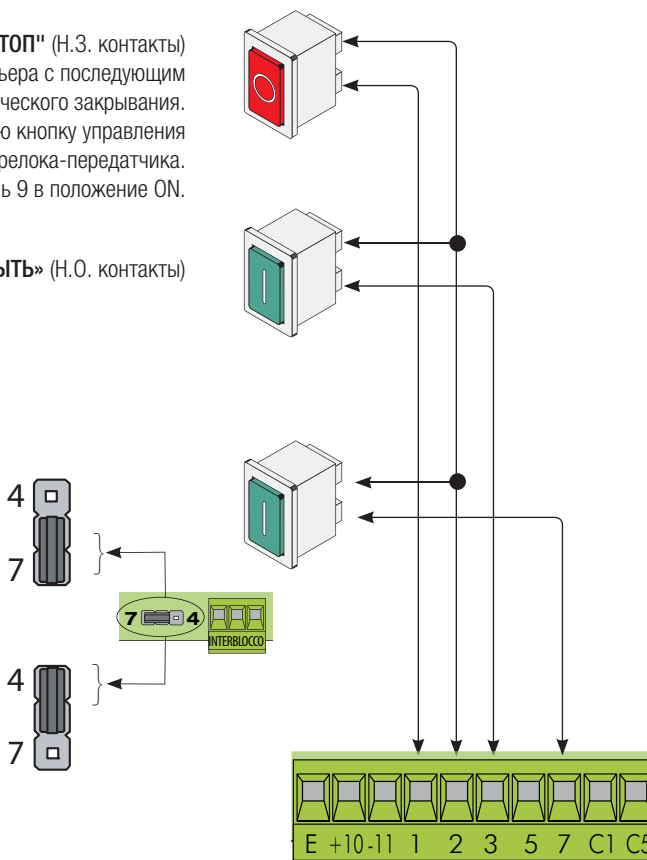 ТОП" (Н.З. контакты)
ьера с последующим
ческого закрывания.
ю кнопку управления
релока-передатчика.
ь 9 в положение ON.
ЫТЬ» (Н.О. контакты)
4
7
7 4
INTERBLOCCO
4
7
E +10 -11 1 2 3 5 7 C1 C5